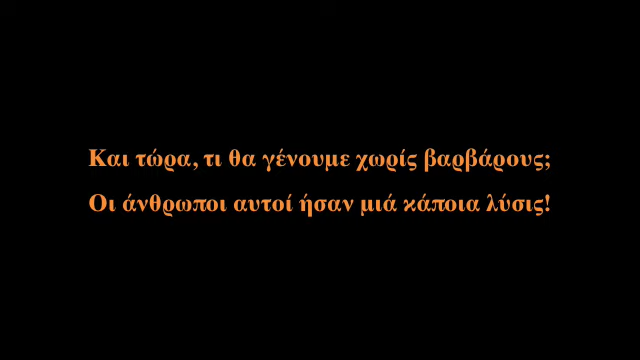 Και τώρα, τι θα γένουμε χωρίς βαρβάρους;
Οι άνθρωποι αυτοί ήσαν μιά κάποια λύσις!